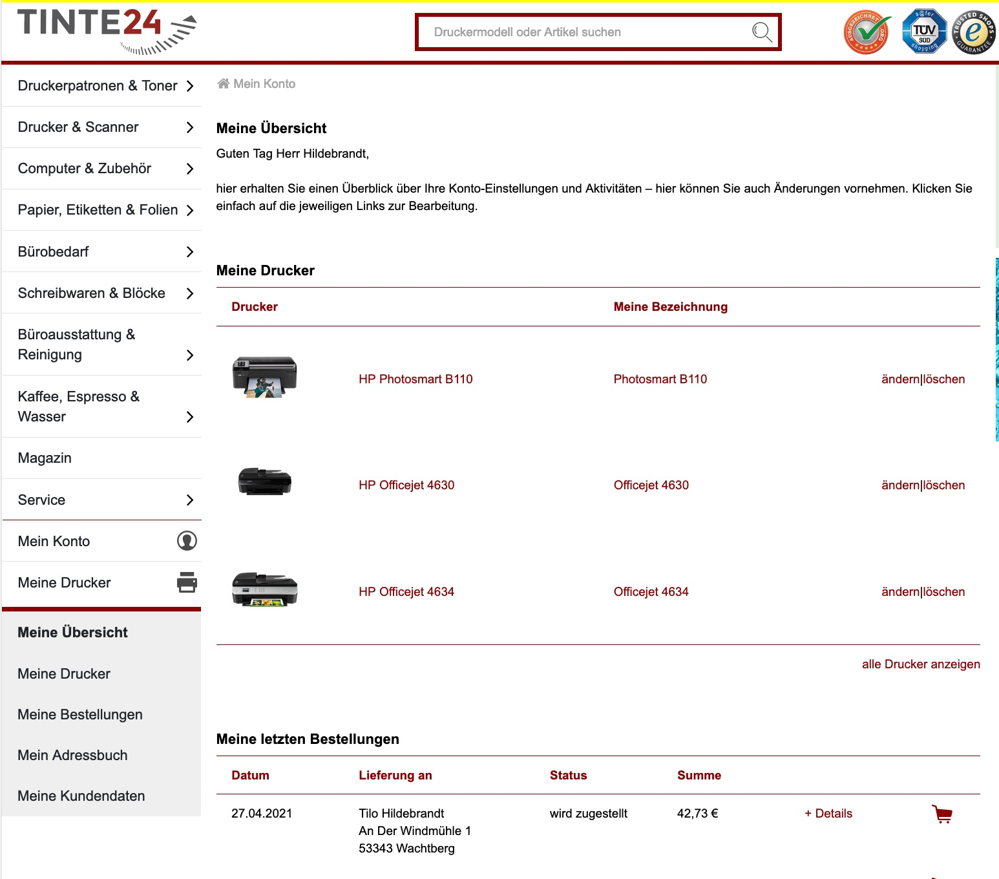 TINTE24
Druckermodell oder Artikel suchen
AUSGEZEICHNET.ORG
s@fer
TÜV
SÜD
shopping
TRUSTED SHOPS
e
GUARANTEE
Druckerpatronen & Toner
Drucker & Scanner
Computer & Zubehör
Papier, Etiketten & Folien
Bürobedarf
Schreibwaren & Blöcke
Büroausstattung &
Reinigung
Kaffee, Espresso &
Wasser
Magazin
Service
Mein Konto
Meine Drucker
Meine Übersicht
Meine Drucker
Meine Bestellungen
Mein Adressbuch
Meine Kundendaten
Mein Konto
Meine Übersicht
Guten Tag Herr Hildebrandt,
hier erhalten Sie einen Überblick über Ihre Konto-Einstellungen und Aktivitäten – hier können Sie auch Änderungen vornehmen. Klicken Sie
einfach auf die jeweiligen Links zur Bearbeitung.
Meine Drucker
Drucker Meine Bezeichnung
HP Photosmart B110 Photosmart B110 ändern|löschen
HP Officejet 4630 Officejet 4630 ändern|löschen
HP Officejet 4634 Officejet 4634 ändern|löschen
alle Drucker anzeigen
Meine letzten Bestellungen
Datum Lieferung an Status Summe
27.04.2021 Tilo Hildebrandt wird zugestellt 42,73 € + Details
An Der Windmühle 1
53343 Wachtberg